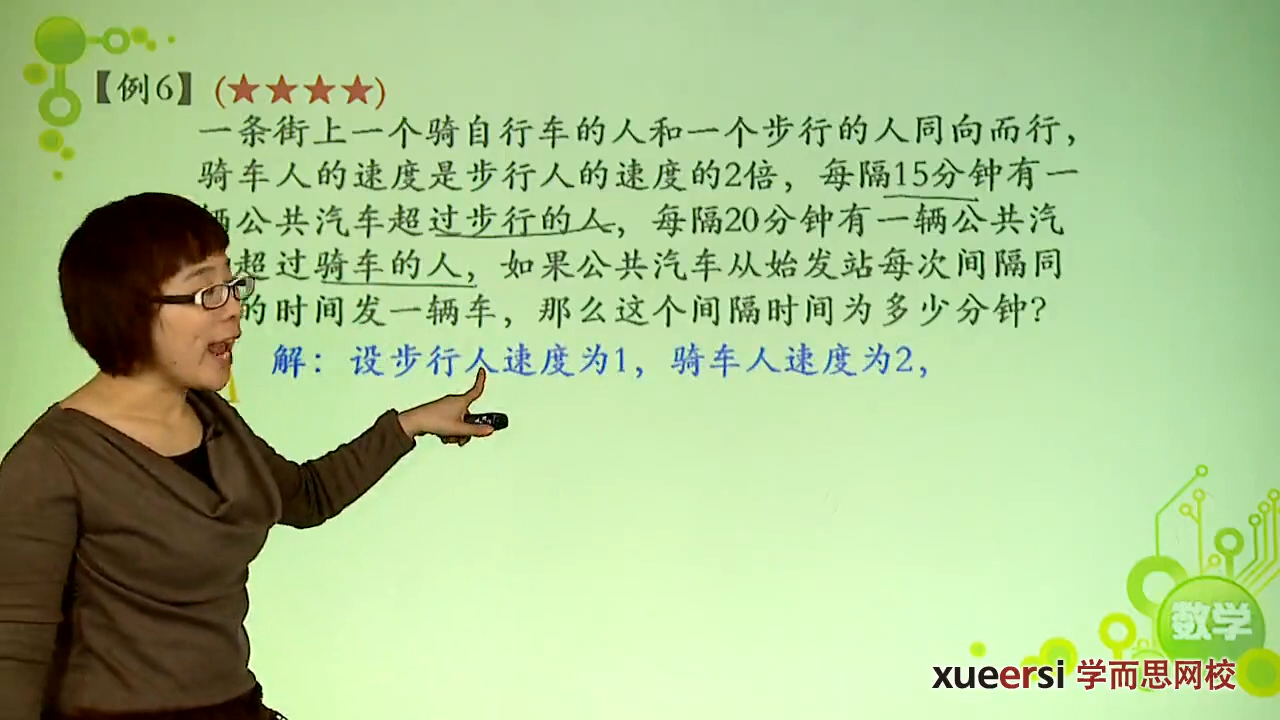 【例6】(★★★★)
一条街上一个骑自行车的人和一个步行的人同向而行，
骑车人的速度是步行人的速度的2倍，每隔15分钟有一
辆公共汽车超过步行的人，每隔20分钟有一辆公共汽
超过骑车的人，如果公共汽车从始发站每次间隔同
的时间发一辆车，那么这个间隔时间为多少分钟？
解：设步行人速度为1，骑车人速度为2，
数学
xueersi 学而思网校